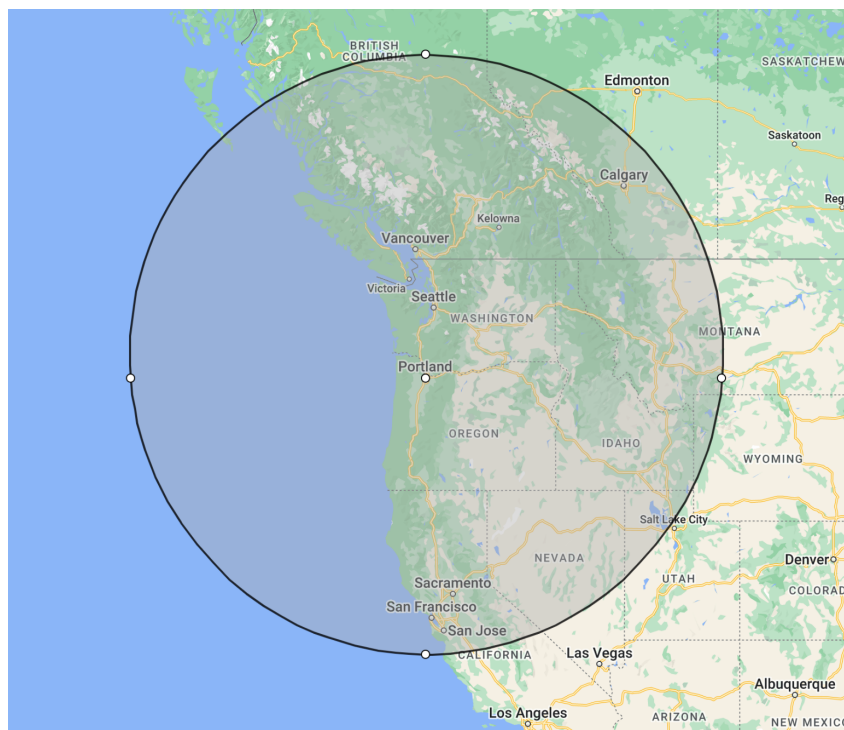 BRITISH
COLUMBIA
SASKATCHEW
Edmonton
Saskatoon
Calgary
Reg
Kelowna
Vancouver
Victoria
Seattle
WASHINGTON
MONTANA
Portland
OREGON
IDAHO
WYOMING
Salt Lake City
NEVADA
Denver
Sacramento
UTAH
COLORAD
San Francisco
San Jose
CALIFORNIA
Las Vegas
Albuquerque
Los Angeles
ARIZONA
NEW MEXICO